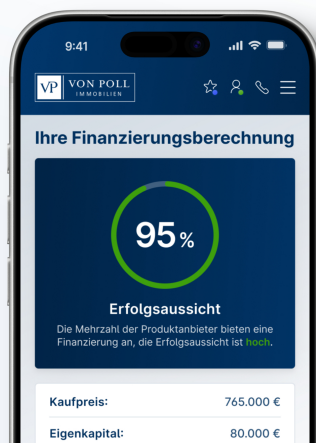 9:41
VP VON POLL
IMMOBILIEN
Ihre Finanzierungsberechnung
95 %
Erfolgsaussicht
Die Mehrzahl der Produktanbieter bieten eine
Finanzierung an, die Erfolgsaussicht ist hoch.
Kaufpreis: 765.000 €
Eigenkapital: 80.000 €